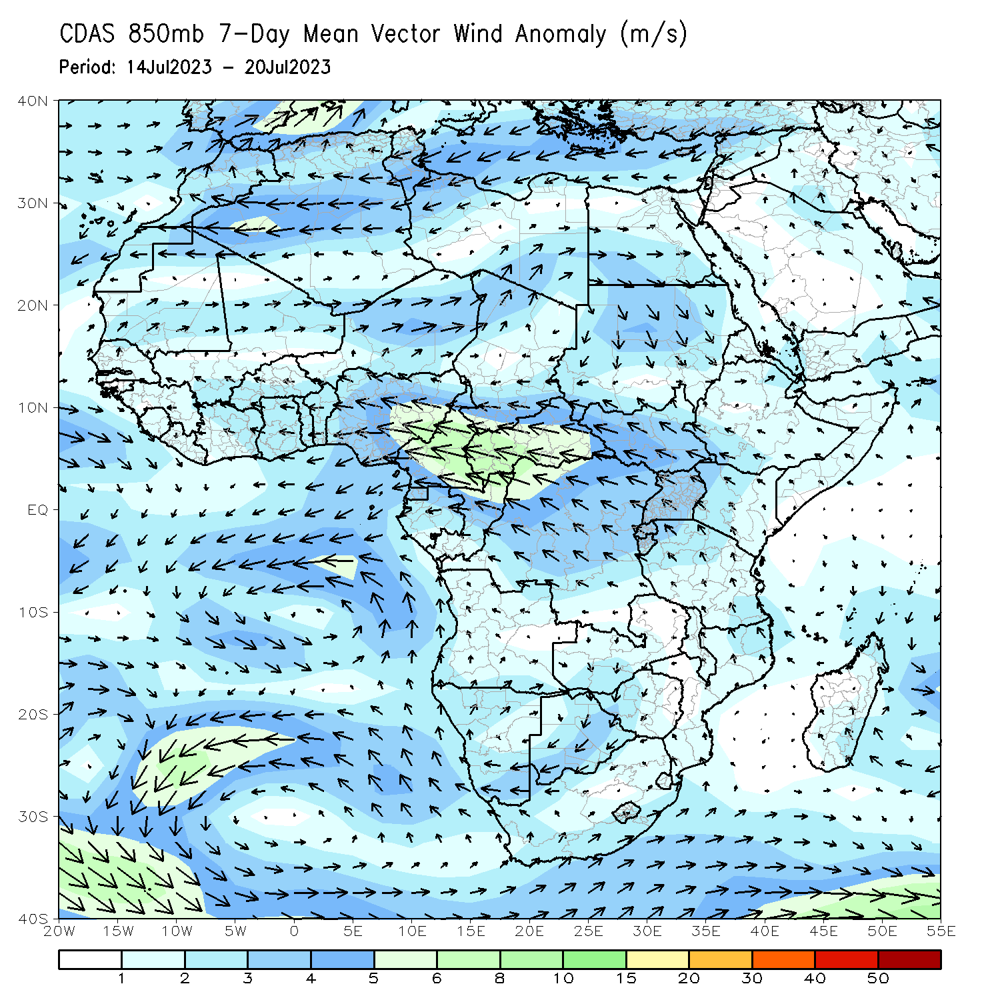 CDAS 850mb 7-Day Mean Vector Wind Anomaly (m/s)
Period: 14Jul2023 - 20Jul2023
40N
30N
20N
10N
EQ
10S
20S
30S
40S
20W 15W 10W 5W 0 5E 10E 15E 20E 25E 30E 35E 40E 45E 50E 55E
1 2 3 4 5 6 8 10 15 20 30 40 50